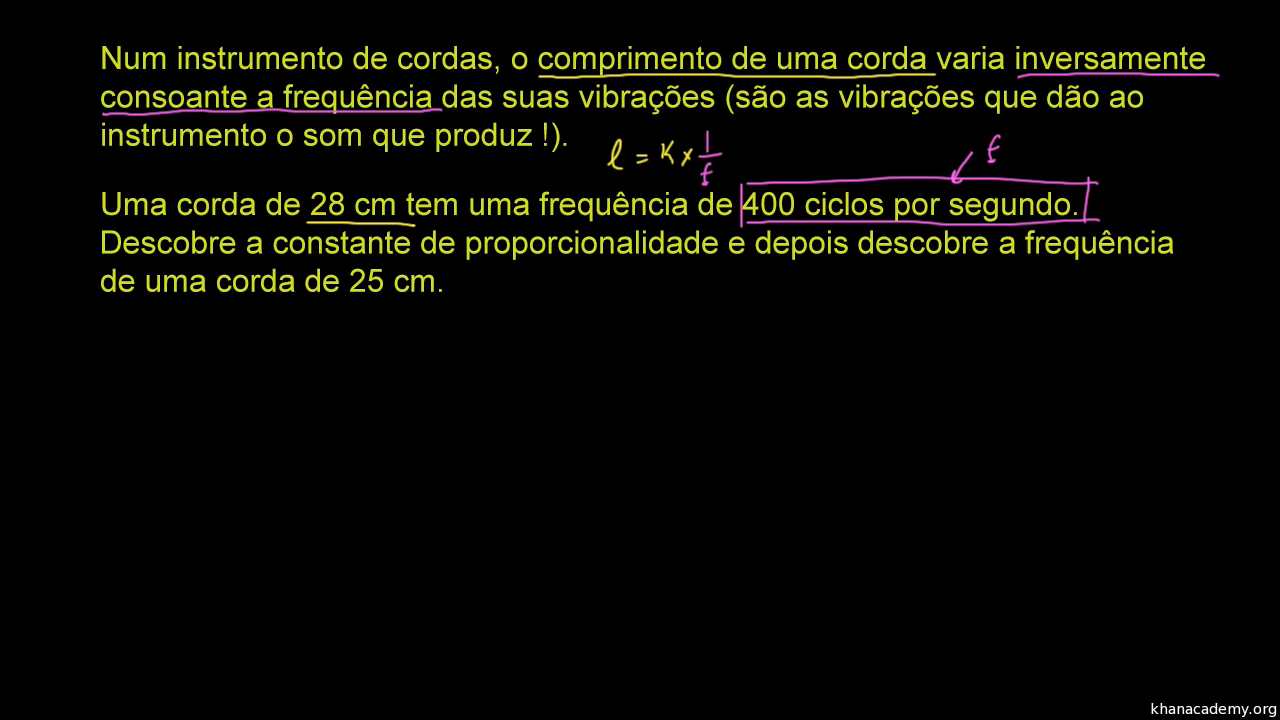 Num instrumento de cordas, o comprimento de uma corda varia inversamente
consoante a frequência das suas vibrações (são as vibrações que dão ao
instrumento o som que produz !).
l = K × 1/f
f
Uma corda de 28 cm tem uma frequência de 400 ciclos por segundo.
Descobre a constante de proporcionalidade e depois descobre a frequência
de uma corda de 25 cm.
khanacademy.org